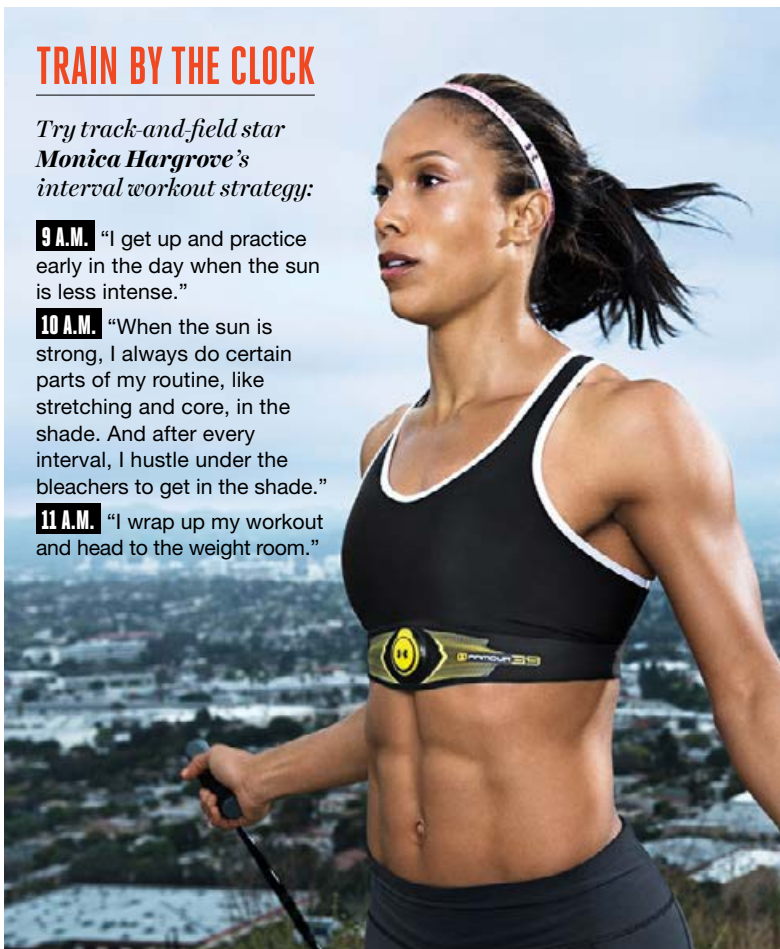 TRAIN BY THE CLOCK
Try track-and-field star
Monica Hargrove’s
interval workout strategy:
9 A.M. “I get up and practice
early in the day when the sun
is less intense.”
10 A.M. “When the sun is
strong, I always do certain
parts of my routine, like
stretching and core, in the
shade. And after every
interval, I hustle under the
bleachers to get in the shade.”
11 A.M. “I wrap up my workout
and head to the weight room.”
ARMOUR39